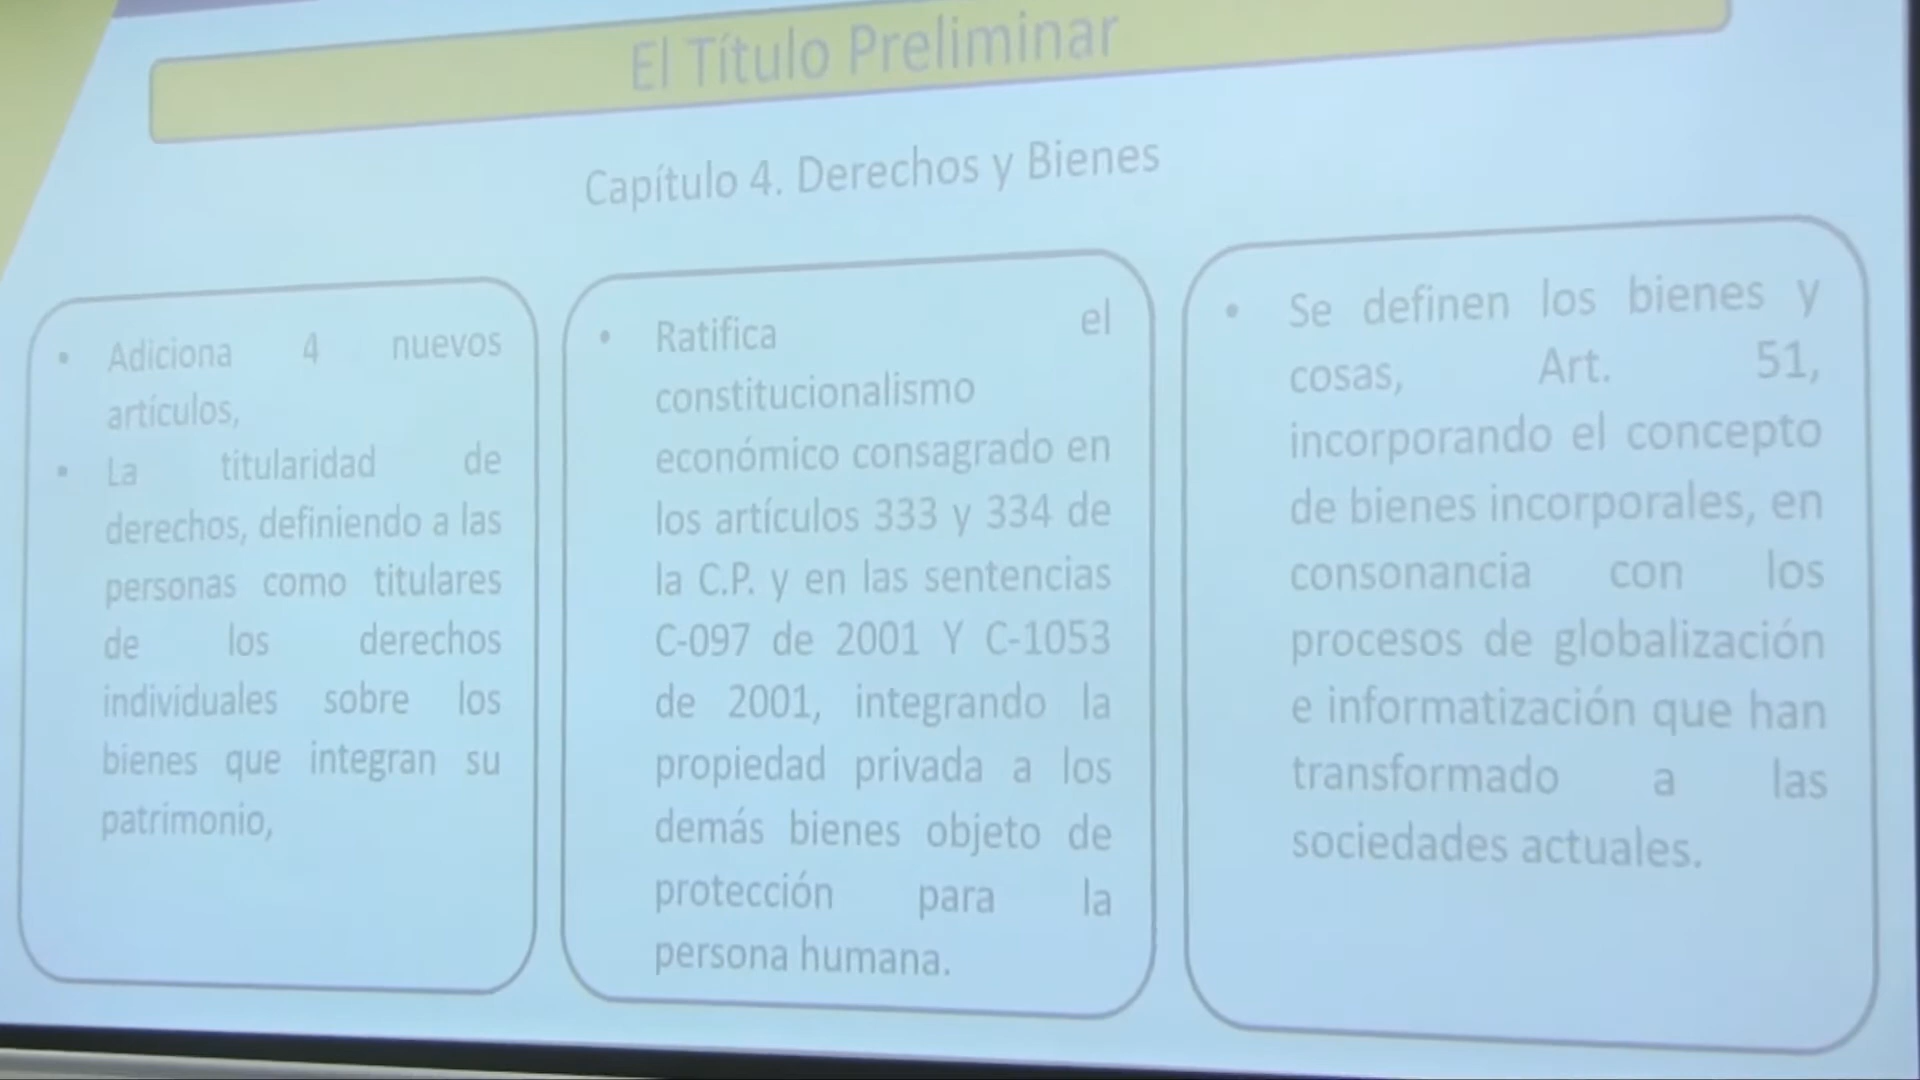 El Título Preliminar
Capítulo 4. Derechos y Bienes
• Adiciona 4 nuevos
artículos,
• La titularidad de
derechos, definiendo a las
personas como titulares
de los derechos
individuales sobre los
bienes que integran su
patrimonio,
• Ratifica el
constitucionalismo
económico consagrado en
los artículos 333 y 334 de
la C.P. y en las sentencias
C-097 de 2001 Y C-1053
de 2001, integrando la
propiedad privada a los
demás bienes objeto de
protección para la
persona humana.
• Se definen los bienes y
cosas, Art. 51,
incorporando el concepto
de bienes incorporales, en
consonancia con los
procesos de globalización
e informatización que han
transformado a las
sociedades actuales.